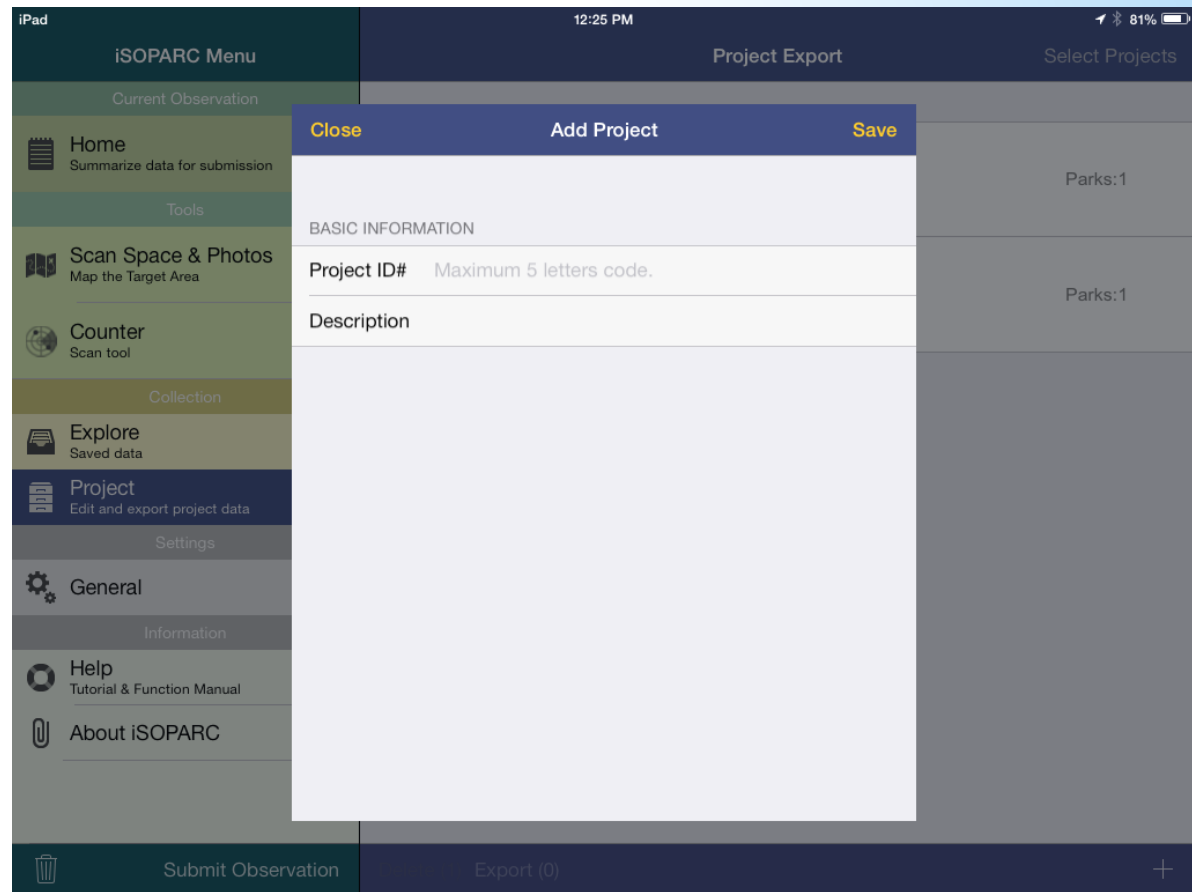 iPad
12:25 PM
81%
iSOPARC Menu
Project Export
Select Projects
Current Observation
Home
Summarize data for submission
Tools
Scan Space & Photos
Map the Target Area
Counter
Scan tool
Collection
Explore
Saved data
Project
Edit and export project data
Settings
General
Information
Help
Tutorial & Function Manual
About iSOPARC
Submit Observation
Close
Add Project
Save
BASIC INFORMATION
Project ID# Maximum 5 letters code.
Description
Parks:1
Parks:1
Export (0)